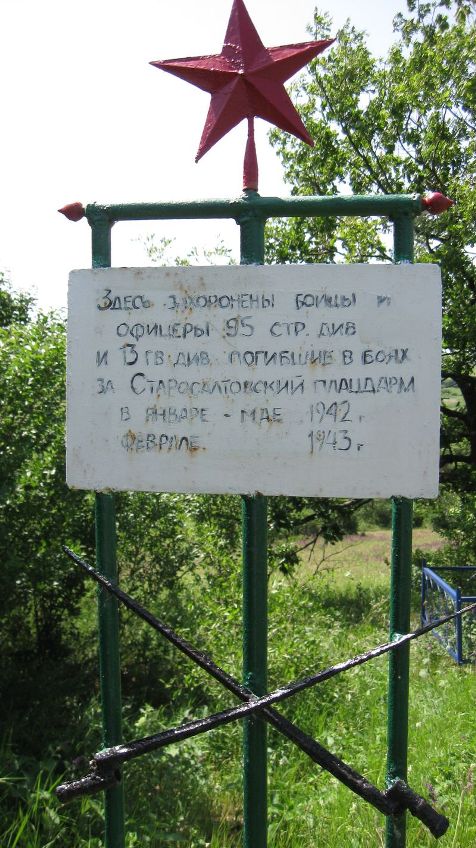 Здесь захоронены бойцы и
офицеры 95 стр. див
и 13 гв. див. погибшие в боях
за Старосалтовский плацдарм
в январе - мае 1942 г
феврале. 1943 г